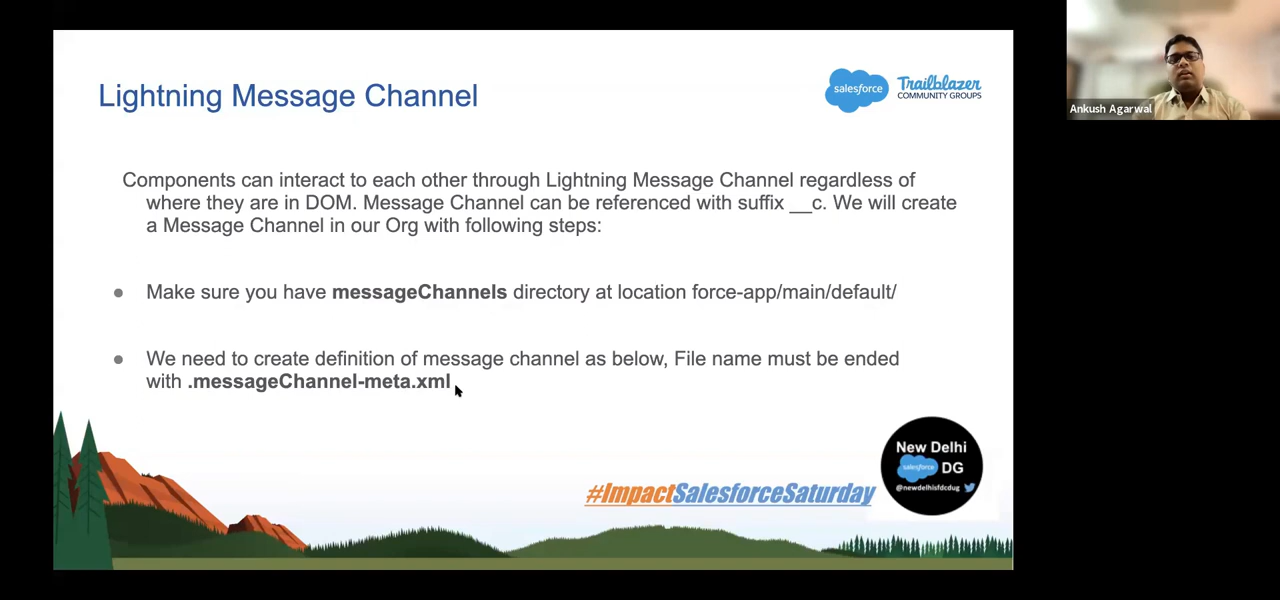 Lightning Message Channel
salesforce
Trailblazer
COMMUNITY GROUPS
Ankush Agarwal
Components can interact to each other through Lightning Message Channel regardless of
where they are in DOM. Message Channel can be referenced with suffix __c. We will create
a Message Channel in our Org with following steps:
● Make sure you have messageChannels directory at location force-app/main/default/
● We need to create definition of message channel as below, File name must be ended
with .messageChannel-meta.xml
New Delhi
salesforce DG
@newdelhisfdcdug
#ImpactSalesforceSaturday